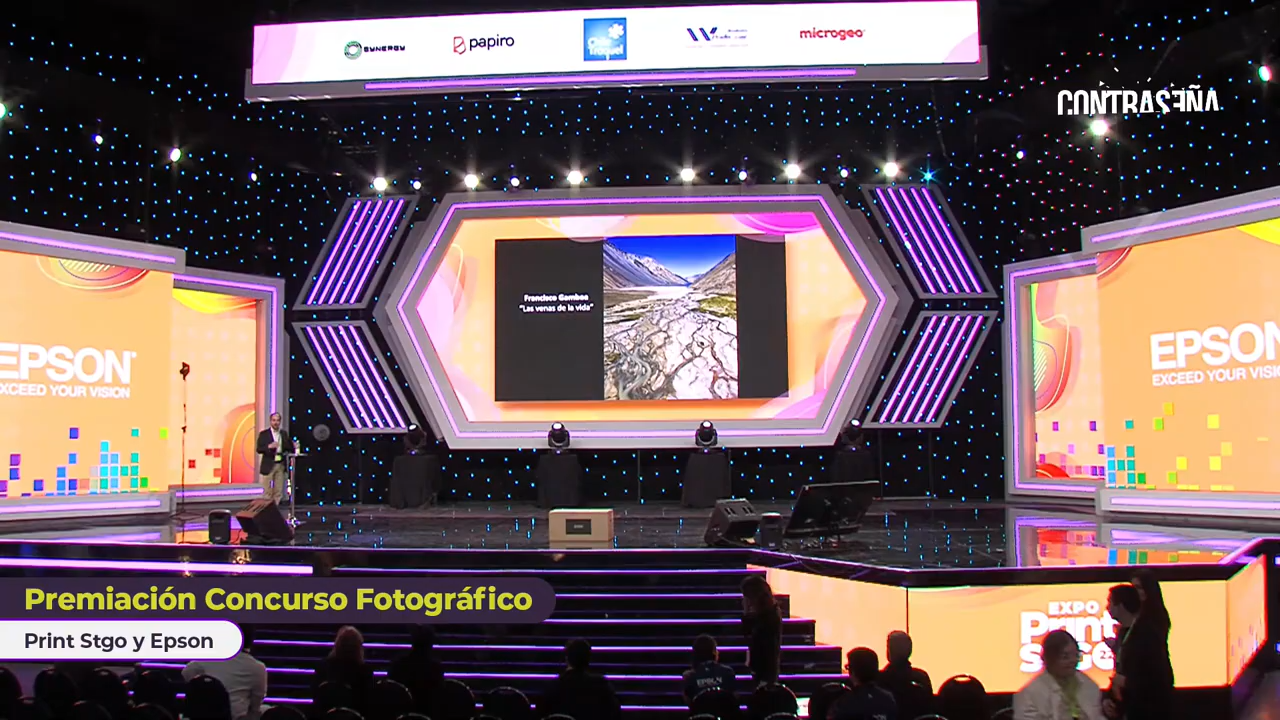 SYNERGY
papiro
Troquel
microgeo
CONTRASEÑA
Francisco Gamboa
"Las venas de la vida"
EPSON
EXCEED YOUR VISION
EPSON
EXCEED YOUR VISION
Premiación Concurso Fotográfico
Print Stgo y Epson
EXPO
Print